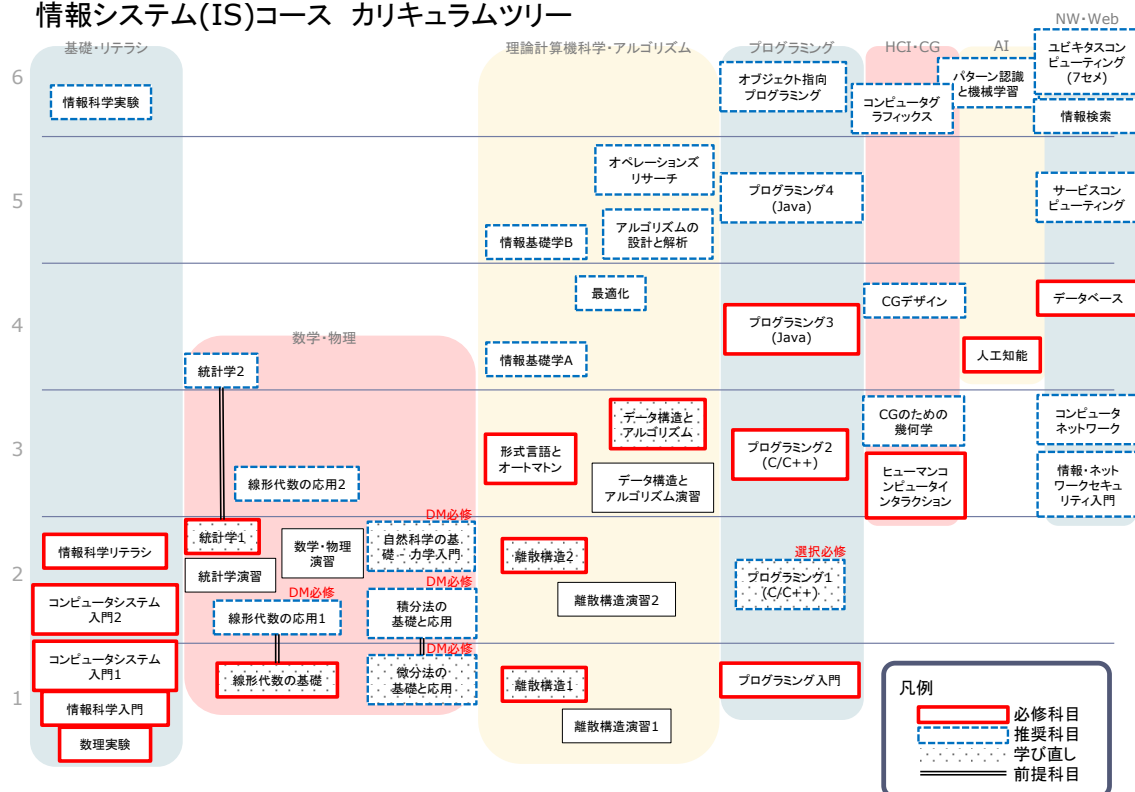 情報システム(IS)コース カリキュラムツリー
NW・Web
基礎・リテラシ
理論計算機科学・アルゴリズム
プログラミング
HCI・CG
AI
6
情報科学実験
オブジェクト指向
プログラミング
コンピュータグ
ラフィックス
パターン認識
と機械学習
ユビキタスコン
ピューティング
(7セメ)
情報検索
5
オペレーションズ
リサーチ
情報基礎学B
アルゴリズムの
設計と解析
プログラミング4
(Java)
サービスコン
ピューティング
4
数学・物理
統計学2
最適化
情報基礎学A
プログラミング3
(Java)
CGデザイン
人工知能
データベース
3
線形代数の応用2
形式言語と
オートマトン
データ構造と
アルゴリズム
データ構造と
アルゴリズム演習
プログラミング2
(C/C++)
CGのための
幾何学
ヒューマンコ
ンピュータイ
ンタラクション
コンピュータ
ネットワーク
情報・ネット
ワークセキュ
リティ入門
2
情報科学リテラシ
コンピュータシステム
入門2
統計学1
統計学演習
数学・物理
演習
DM必修
自然科学の基
礎 – 力学入門
DM必修
線形代数の応用1
DM必修
積分法の
基礎と応用
離散構造2
離散構造演習2
選択必修
プログラミング1
(C/C++)
1
コンピュータシステム
入門1
情報科学入門
数理実験
線形代数の基礎
DM必修
微分法の
基礎と応用
離散構造1
離散構造演習1
プログラミング入門
凡例
必修科目
推奨科目
学び直し
前提科目